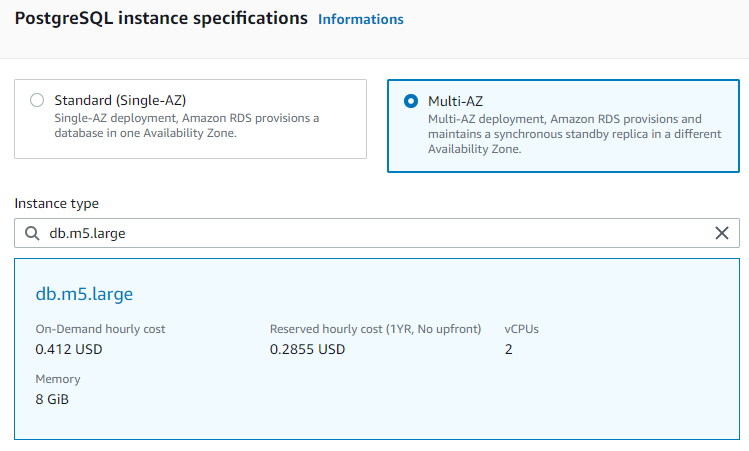 PostgreSQL instance specifications Informations
Standard (Single-AZ)
Single-AZ deployment, Amazon RDS provisions a
database in one Availability Zone.
Multi-AZ
Multi-AZ deployment, Amazon RDS provisions and
maintains a synchronous standby replica in a different
Availability Zone.
Instance type
db.m5.large
db.m5.large
On-Demand hourly cost
0.412 USD
Reserved hourly cost (1YR, No upfront)
0.2855 USD
vCPUs
2
Memory
8 GiB